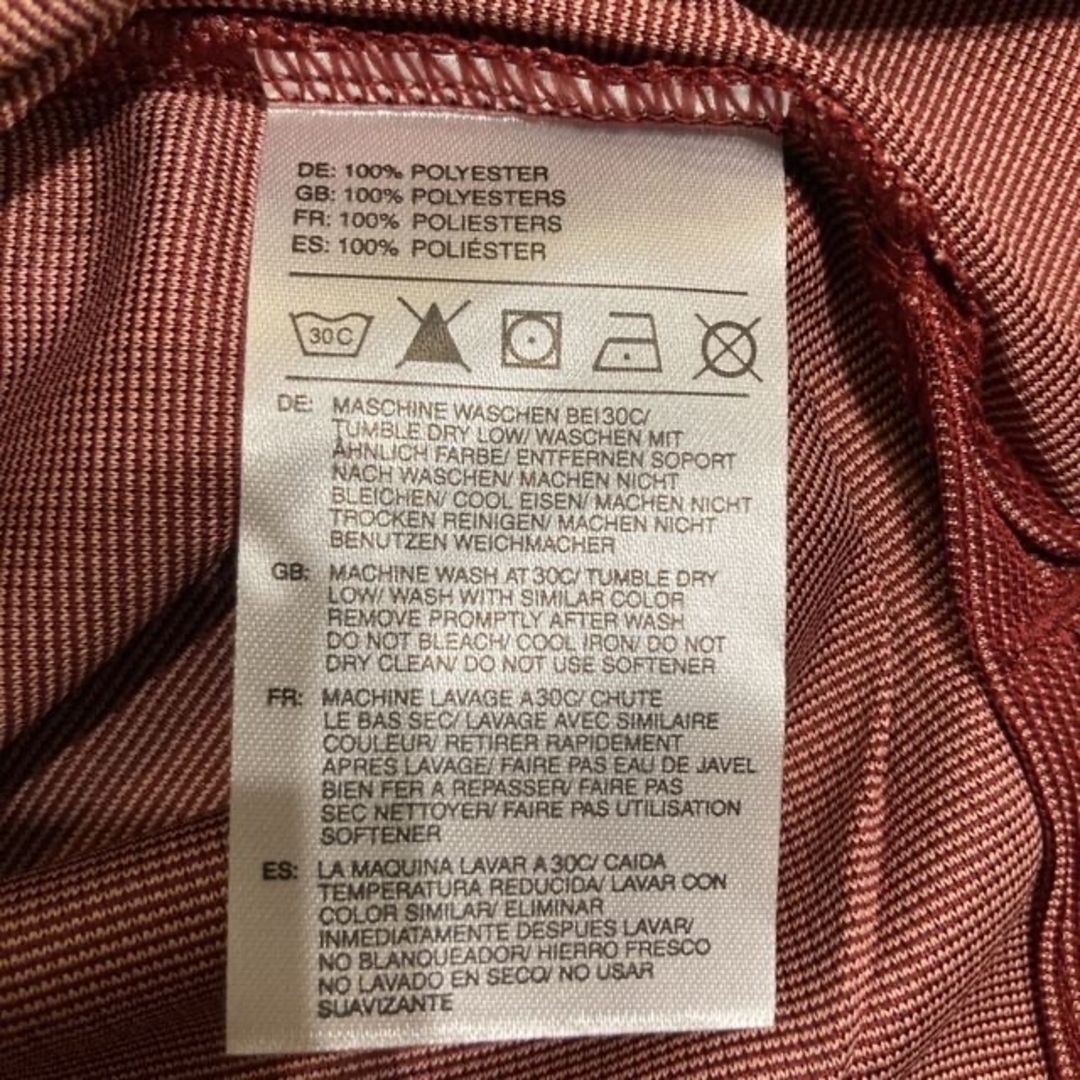 DE: 100% POLYESTER
GB: 100% POLYESTERS
FR: 100% POLIESTERS
ES: 100% POLIÉSTER
30C
DE: MASCHINE WASCHEN BEI30C/
TUMBLE DRY LOW/ WASCHEN MIT
ÄHNLICH FARBE/ ENTFERNEN SOPORT
NACH WASCHEN/ MACHEN NICHT
BLEICHEN/ COOL EISEN/ MACHEN NICHT
TROCKEN REINIGEN/ MACHEN NICHT
BENUTZEN WEICHMACHER
GB: MACHINE WASH AT30C/ TUMBLE DRY
LOW/ WASH WITH SIMILAR COLOR
REMOVE PROMPTLY AFTER WASH
DO NOT BLEACH/ COOL IRON/ DO NOT
DRY CLEAN/ DO NOT USE SOFTENER
FR: MACHINE LAVAGE A30C/ CHUTE
LE BAS SEC/ LAVAGE AVEC SIMILAIRE
COULEUR/ RETIRER RAPIDEMENT
APRES LAVAGE/ FAIRE PAS EAU DE JAVEL
BIEN FER A REPASSER/ FAIRE PAS
SEC NETTOYER/ FAIRE PAS UTILISATION
SOFTENER
ES: LA MAQUINA LAVAR A30C/ CAIDA
TEMPERATURA REDUCIDA/ LAVAR CON
COLOR SIMILAR/ ELIMINAR
INMEDIATAMENTE DESPUES LAVAR/
NO BLANQUEADOR/ HIERRO FRESCO
NO LAVADO EN SECO/ NO USAR
SUAVIZANTE